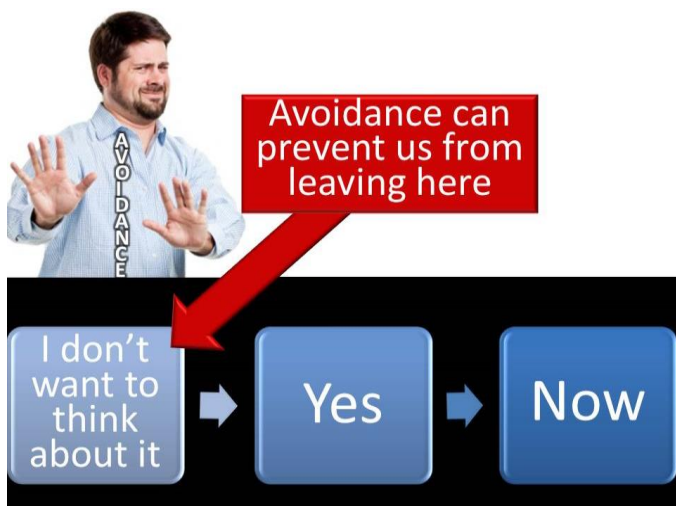 AVOIDANCE
Avoidance can
prevent us from
leaving here
I don't
want to
think
about it
Yes
Now